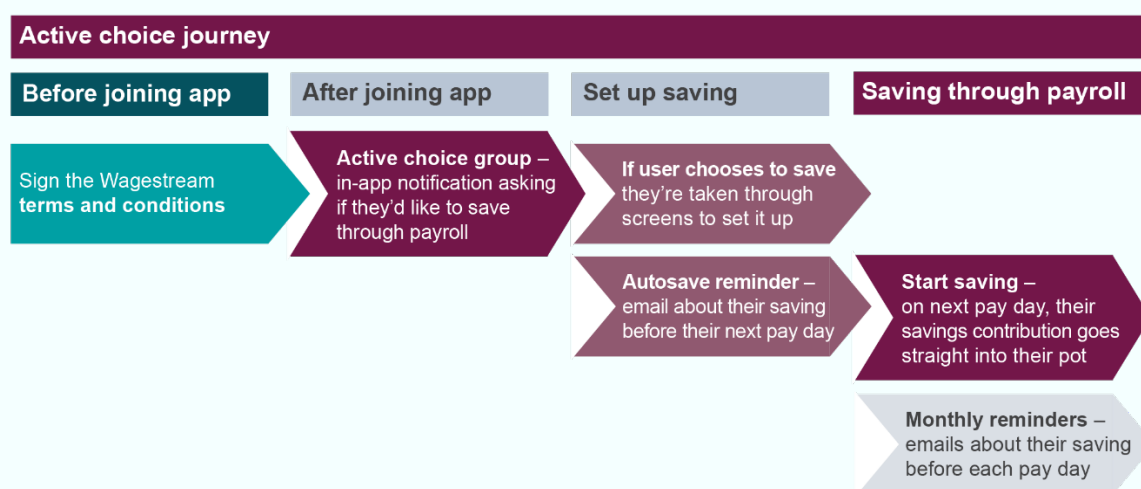 Active choice journey
Before joining app
After joining app
Set up saving
Saving through payroll
Sign the Wagestream
terms and conditions
Active choice group –
in-app notification asking
if they'd like to save
through payroll
If user chooses to save
they're taken through
screens to set it up
Autosave reminder –
email about their saving
before their next pay day
Start saving –
on next pay day, their
savings contribution goes
straight into their pot
Monthly reminders –
emails about their saving
before each pay day